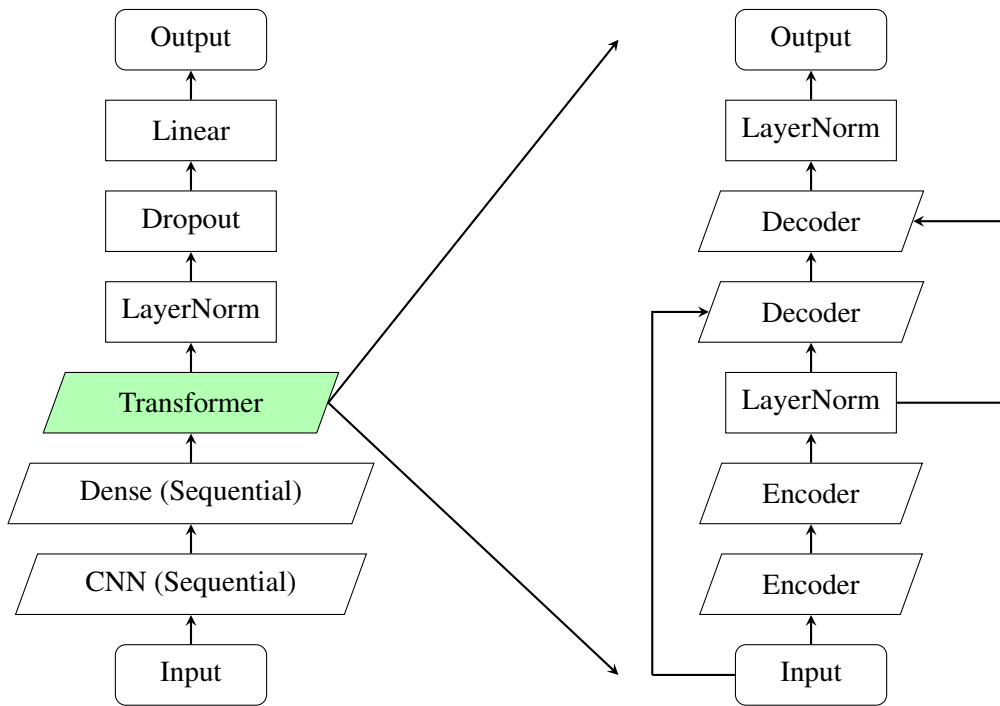 Output
Linear
Dropout
LayerNorm
Transformer
Dense (Sequential)
CNN (Sequential)
Input
Output
LayerNorm
Decoder
Decoder
LayerNorm
Encoder
Encoder
Input